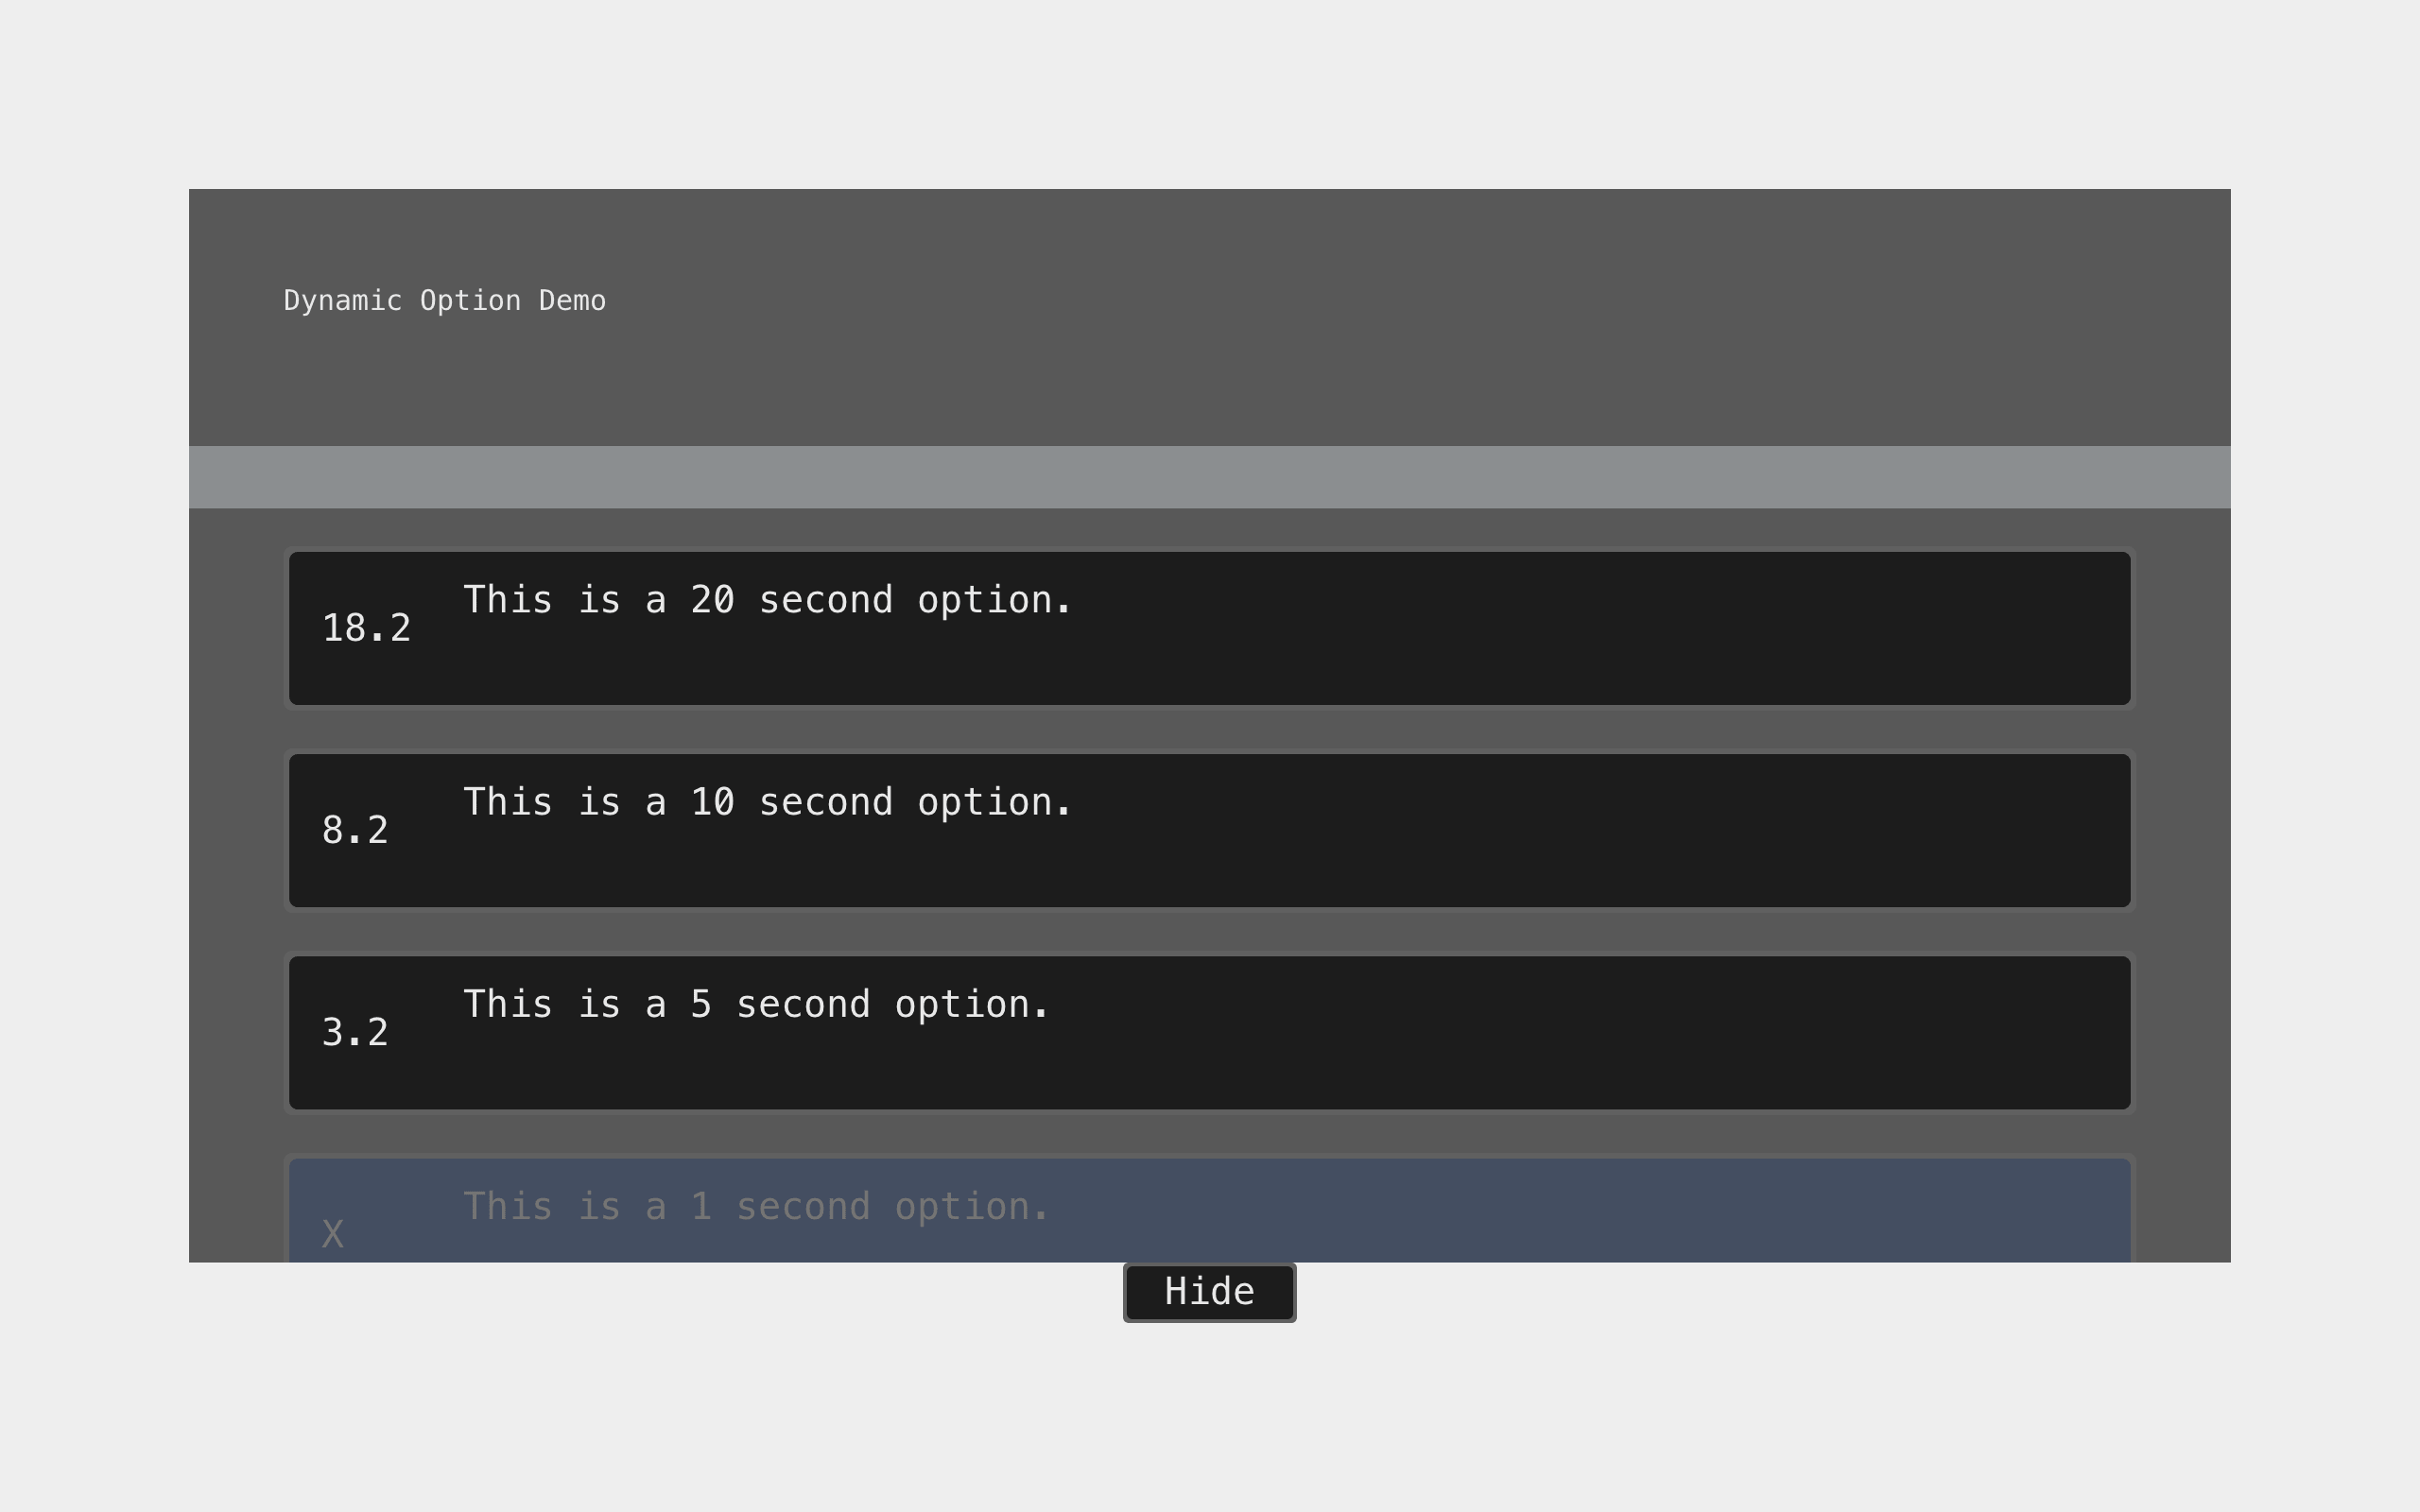 Dynamic Option Demo
This is a 20 second option.
18.2
This is a 10 second option.
8.2
This is a 5 second option.
3.2
This is a 1 second option.
X
Hide